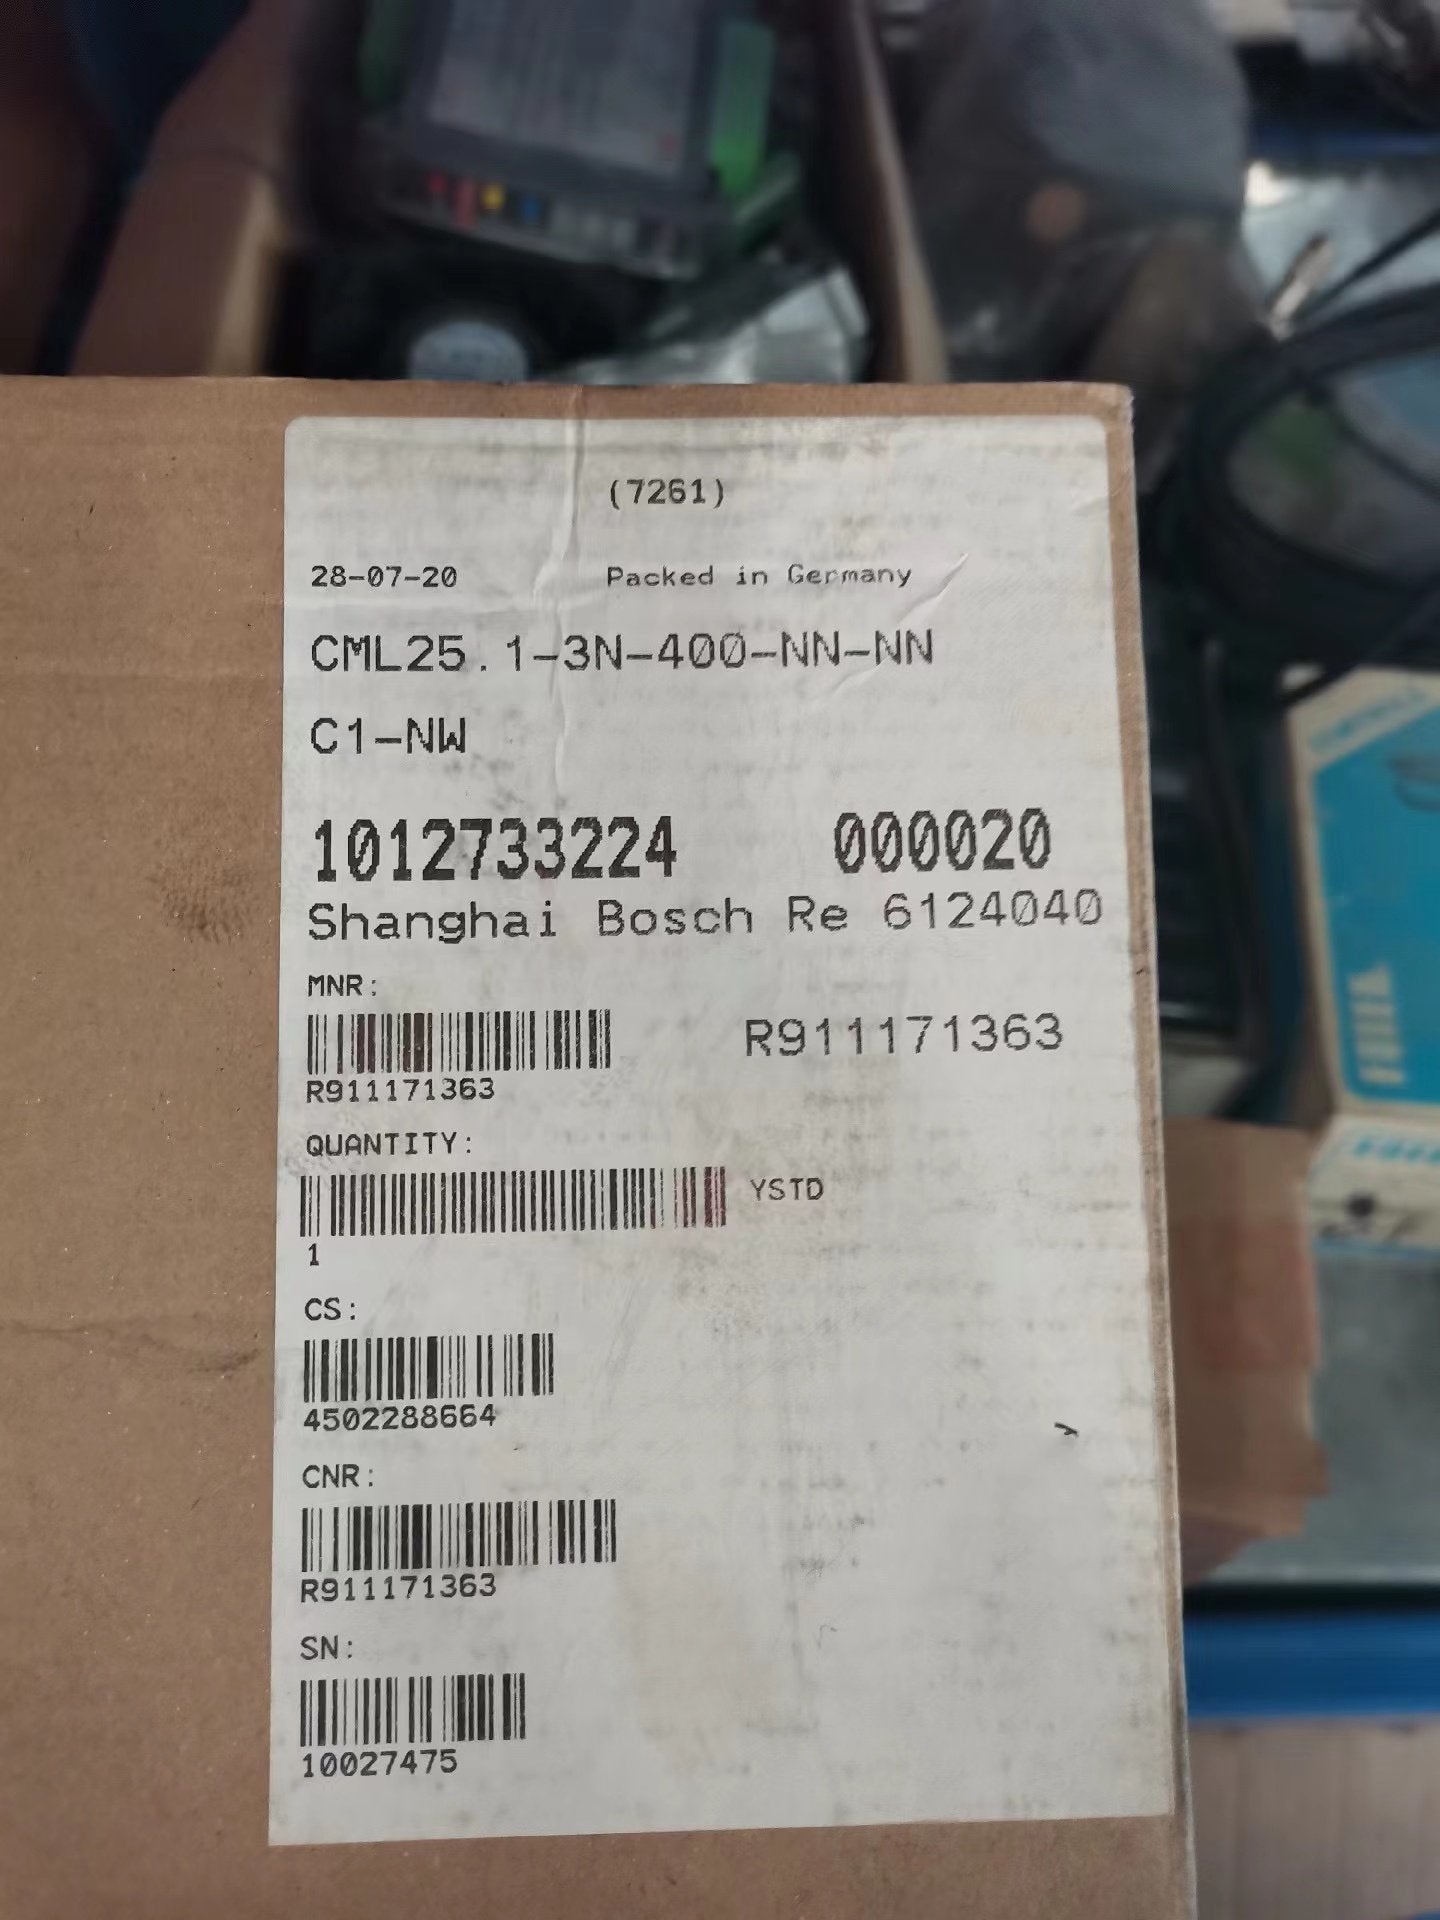 (7261)
28-07-20 Packed in Germany
CML25.1-3N-400-NN-NN
C1-NW
1012733224 000020
Shanghai Bosch Re 6124040
MNR:
R911171363
R911171363
QUANTITY:
YSTD
1
CS:
4502288664
CNR:
R911171363
SN:
10027475